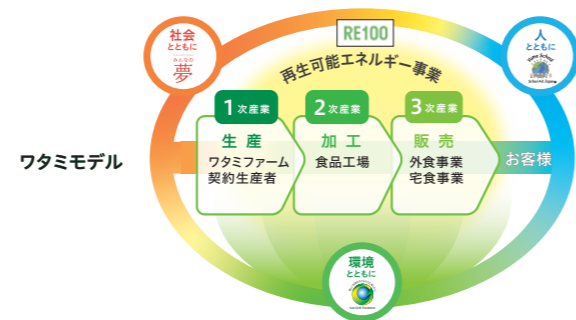 RE100
社会
とともに
みんなの
夢
人
とともに
再生可能エネルギー事業
1次産業
2次産業
3次産業
生産
加工
販売
ワタミファーム
契約生産者
食品工場
外食事業
宅食事業
ワタミモデル
お客様
環境
とともに